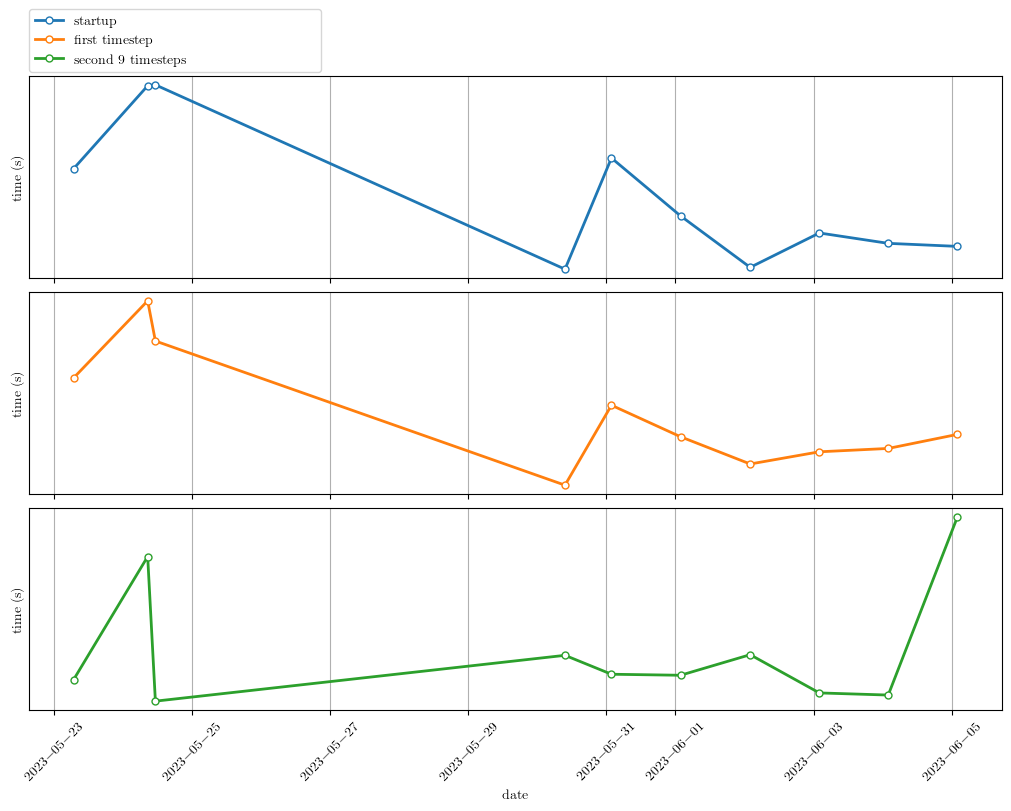 startup
first timestep
second 9 timesteps
time (s)
time (s)
time (s)
2023−05−23
2023−05−25
2023−05−27
2023−05−29
2023−05−31
2023−06−01
2023−06−03
2023−06−05
date